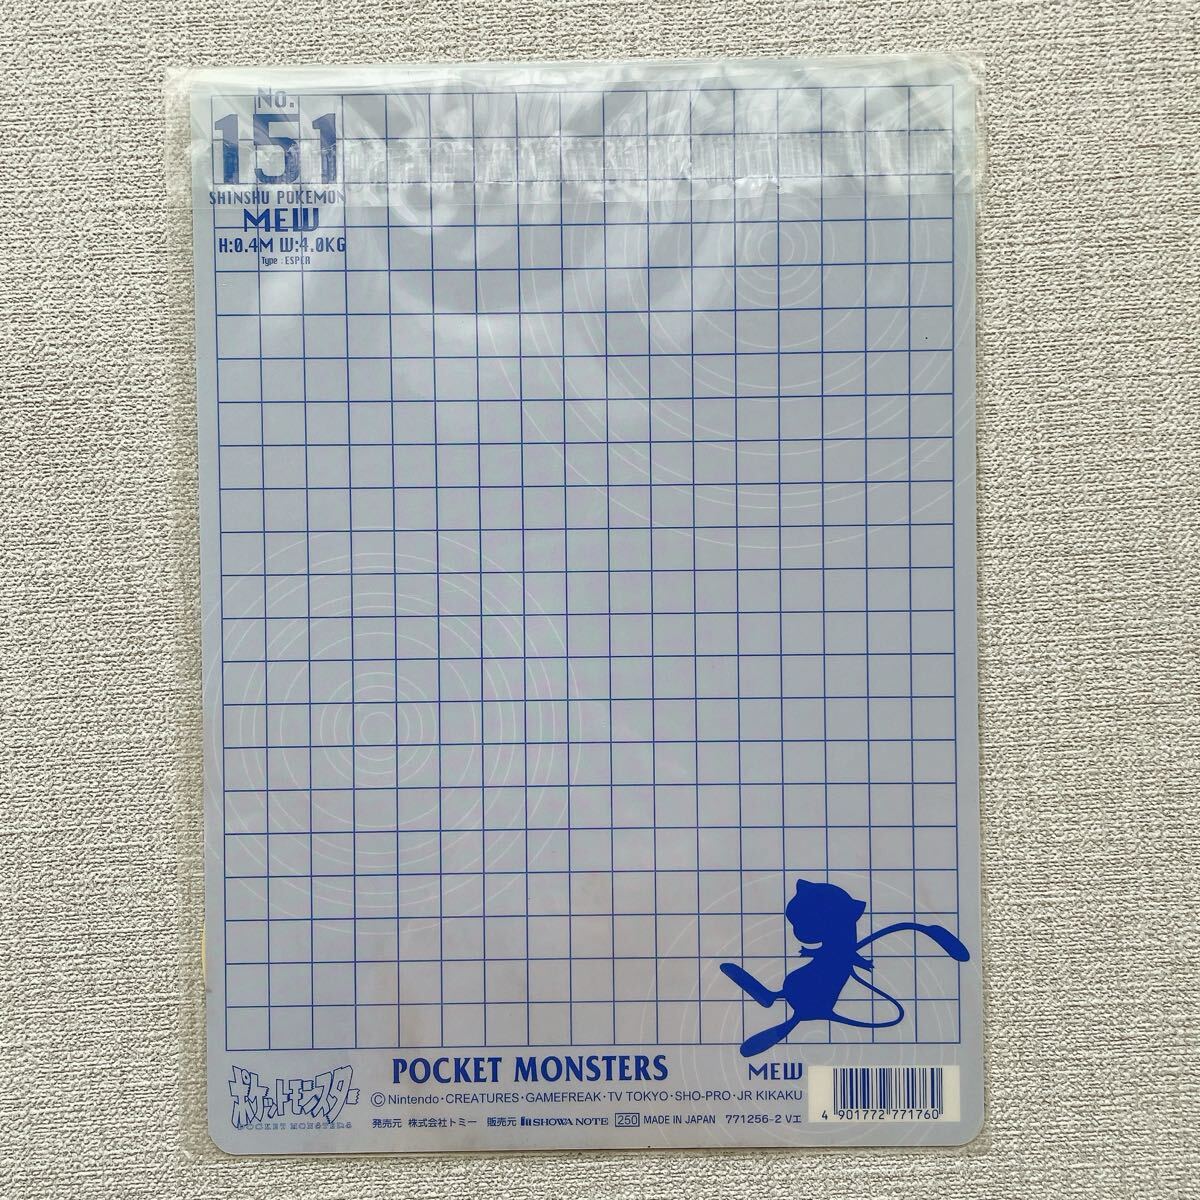 No.
151
SHINSHU POKEMON
MEW
H:0.4M W:4.0KG
Type : ESPER
POCKET MONSTERS
MEW
ポケットモンスター
POCKET MONSTERS
©Nintendo・CREATURES・GAMEFREAK・TV TOKYO・SHO-PRO・JR KIKAKU
発売元 株式会社トミー 販売元 SHOWA NOTE 250 MADE IN JAPAN 771256-2 Vエ
4 901772 771760